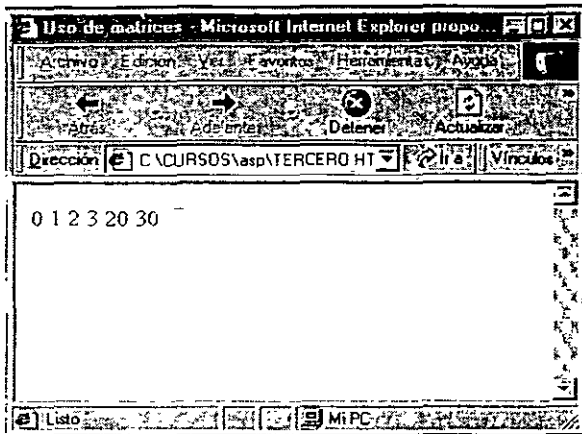 Uso de matrices - Microsoft Internet Explorer propo...
Archivo Edición Ver Favoritos Herramientas Ayuda
Atrás Adelante Detener Actualizar »
Dirección C:\CURSOS\asp\TERCERO HT Ir a Vínculos »
0 1 2 3 20 30
Listo Mi PC